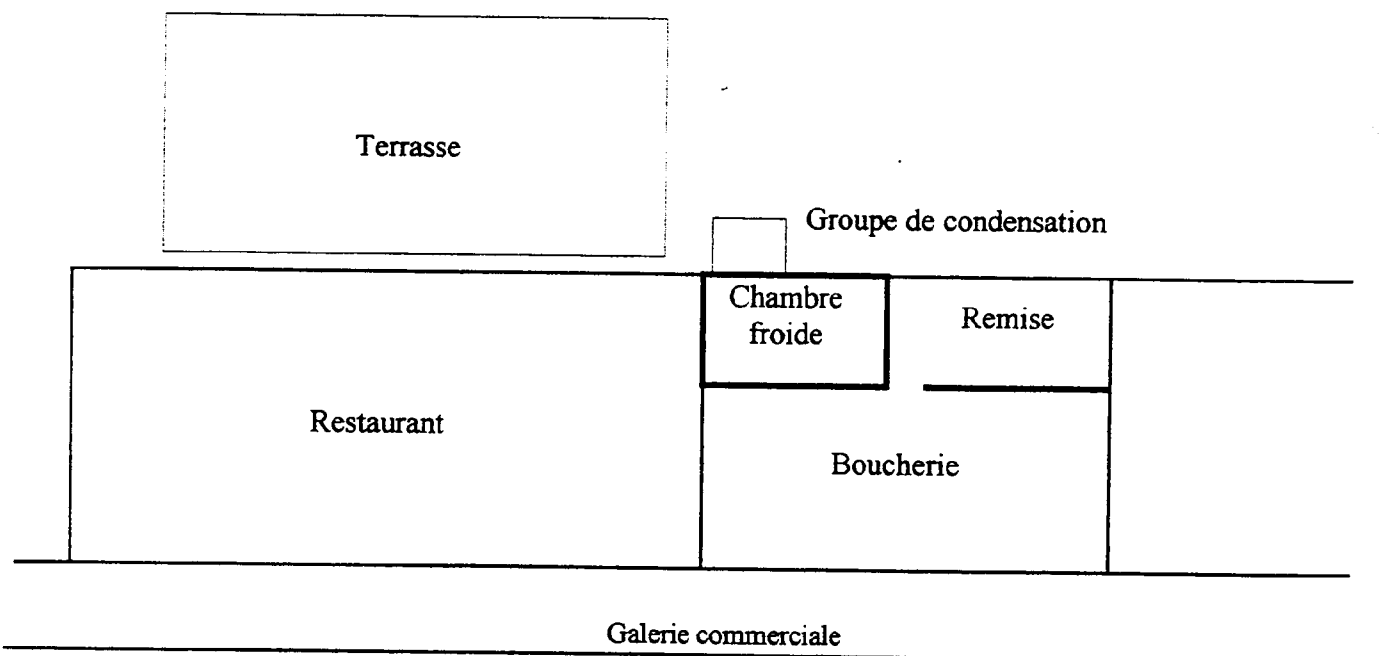 Terrasse
Groupe de condensation
Chambre
froide
Remise
Restaurant
Boucherie
Galerie commerciale